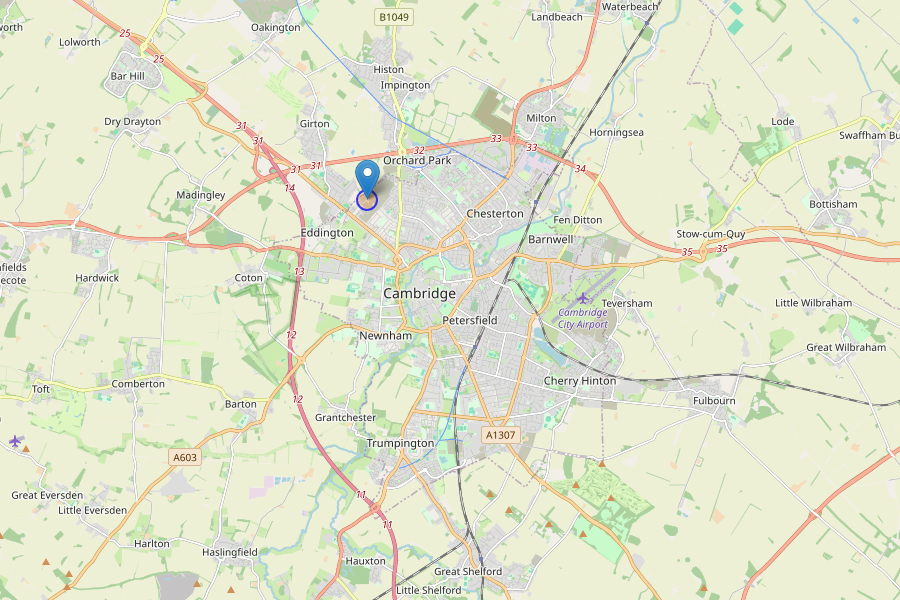 B1049
Waterbeach
Landbeach
Oakington
25
Lolworth
25
Histon
Bar Hill
Impington
Milton
Lode
Dry Drayton
Girton
31
Horningsea
Swaffham Bu
33
31
32
33
31
31
Orchard Park
34
14
Madingley
Bottisham
Chesterton
Fen Ditton
Eddington
Stow-cum-Quy
Barnwell
35
35
13
Coton
Hardwick
Cambridge
Teversham
Little Wilbraham
Cambridge
City Airport
Petersfield
12
Newnham
Great Wilbraham
Cherry Hinton
Comberton
Toft
12
Barton
Fulbourn
Grantchester
A1307
Trumpington
A603
Great Eversden
11
Little Eversden
11
Harlton
Haslingfield
Hauxton
Great Shelford
Little Shelford